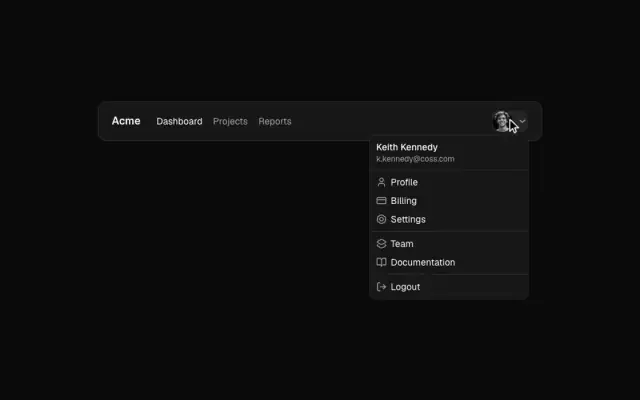 Acme Dashboard Projects Reports
Keith Kennedy
k.kennedy@coss.com
Profile
Billing
Settings
Team
Documentation
Logout